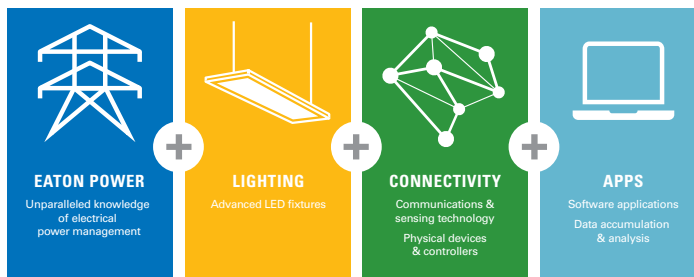 EATON POWER
Unparalleled knowledge
of electrical
power management
LIGHTING
Advanced LED fixtures
CONNECTIVITY
Communications &
sensing technology
Physical devices
& controllers
APPS
Software applications
Data accumulation
& analysis